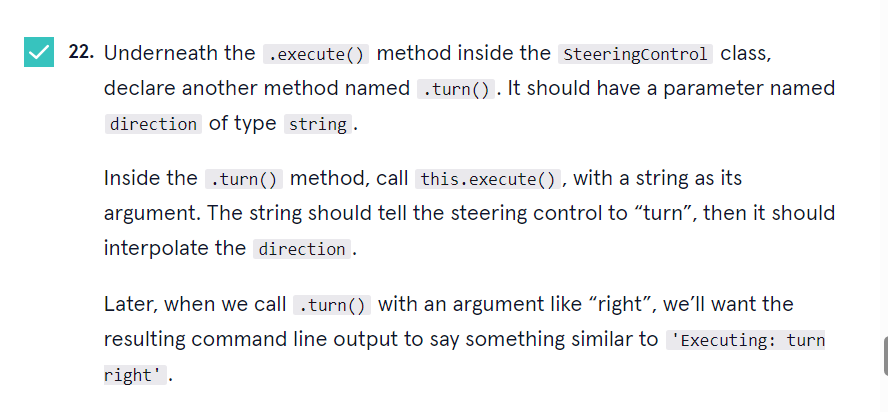 22. Underneath the .execute() method inside the SteeringControl class,
declare another method named .turn(). It should have a parameter named
direction of type string.
Inside the .turn() method, call this.execute(), with a string as its
argument. The string should tell the steering control to “turn”, then it should
interpolate the direction.
Later, when we call .turn() with an argument like “right”, we’ll want the
resulting command line output to say something similar to 'Executing: turn
right'.